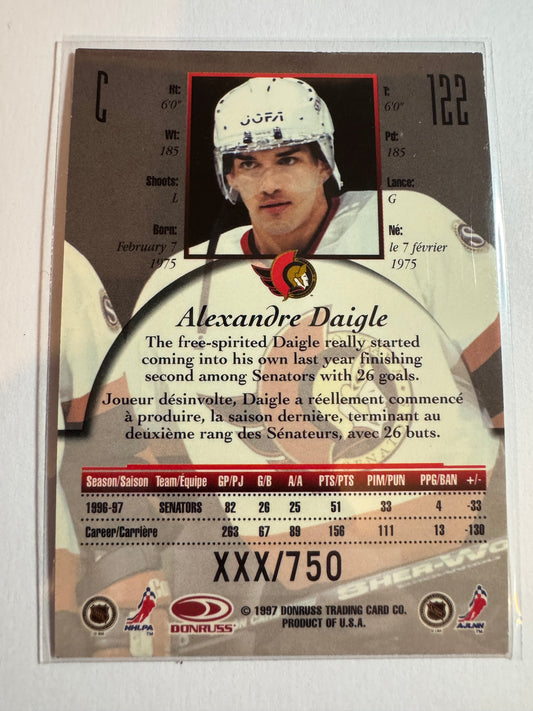 C
122
Ht:
6'0"
Wt:
185
Shoots:
L
Born:
February 7
1975
JOFA
T:
6'0"
Pd:
185
Lance:
G
Né:
le 7 février
1975
Alexandre Daigle
The free-spirited Daigle really started
coming into his own last year finishing
second among Senators with 26 goals.
Joueur désinvolte, Daigle a réellement commencé
à produire, la saison dernière, terminant au
deuxième rang des Sénateurs, avec 26 buts.
Season/Saison Team/Équipe GP/PJ G/B A/A PTS/PTS PIM/PUN PPG/BAN +/-
1996-97 SENATORS 82 26 25 51 33 4 -33
Career/Carrière 263 67 89 156 111 13 -130
XXX/750
SHER-WO
NHLPA
TM
DONRUSS
© 1997 DONRUSS TRADING CARD CO.
PRODUCT OF U.S.A.
AJLNH
TM